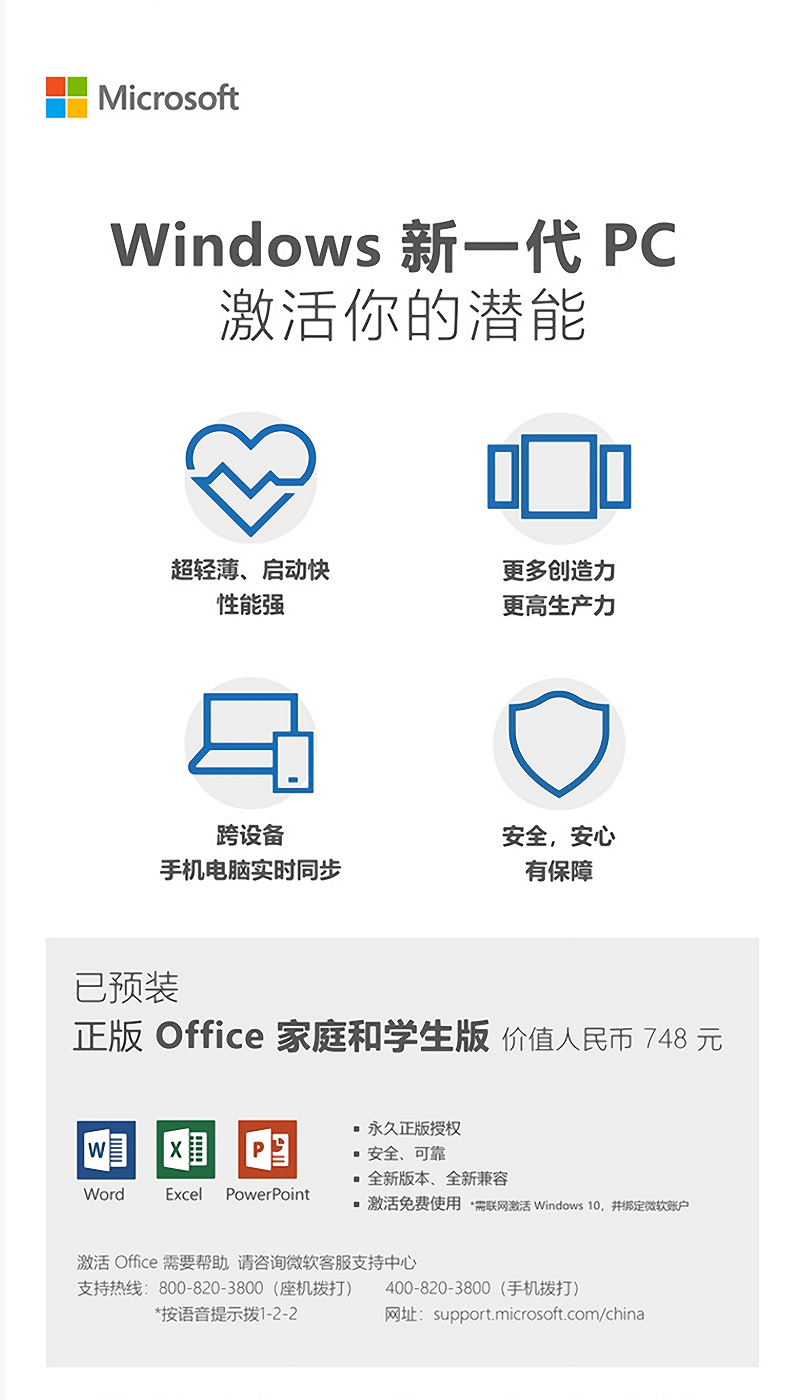 Microsoft
Windows 新一代 PC
激活你的潜能
超轻薄、启动快
性能强
更多创造力
更高生产力
跨设备
手机电脑实时同步
安全，安心
有保障
已预装
正版 Office 家庭和学生版 价值人民币 748 元
W
X
P
Word
Excel
PowerPoint
▪ 永久正版授权
▪ 安全、可靠
▪ 全新版本、全新兼容
▪ 激活免费使用 *需联网激活 Windows 10，并绑定微软账户
激活 Office 需要帮助, 请咨询微软客服支持中心
支持热线：800-820-3800（座机拨打） 400-820-3800（手机拨打）
*按语音提示拨1-2-2 网址：support.microsoft.com/china